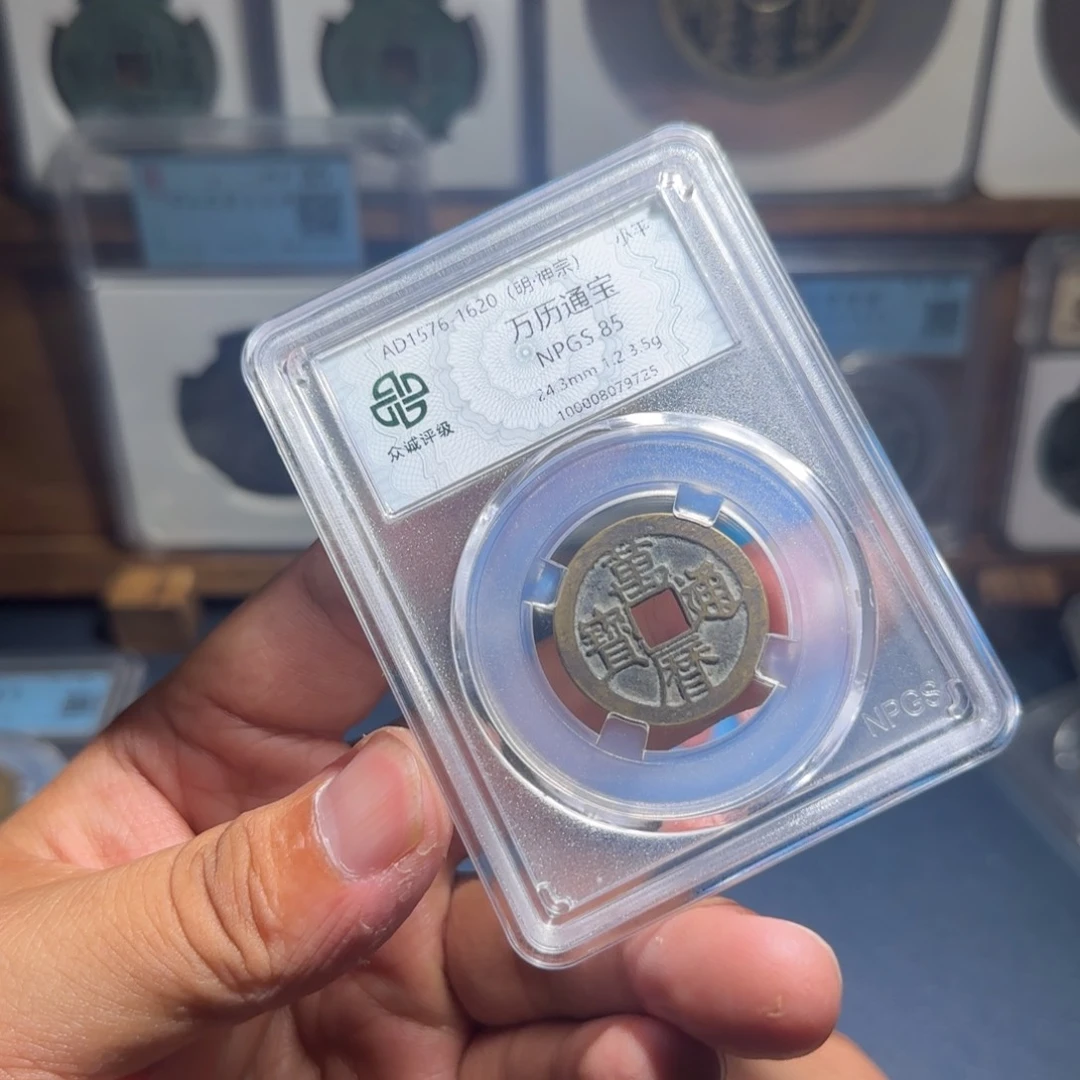 小平
AD1576-1620（明·神宗）
万历通宝
NPGS 85
24.3mm 1.2 3.5g
100008079725
众诚评级
萬曆通寶
NPGS